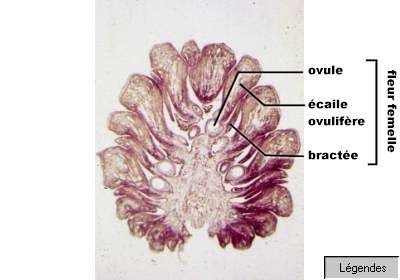 ovule
écaile
ovulifère
bractée
fleur femelle
Légendes